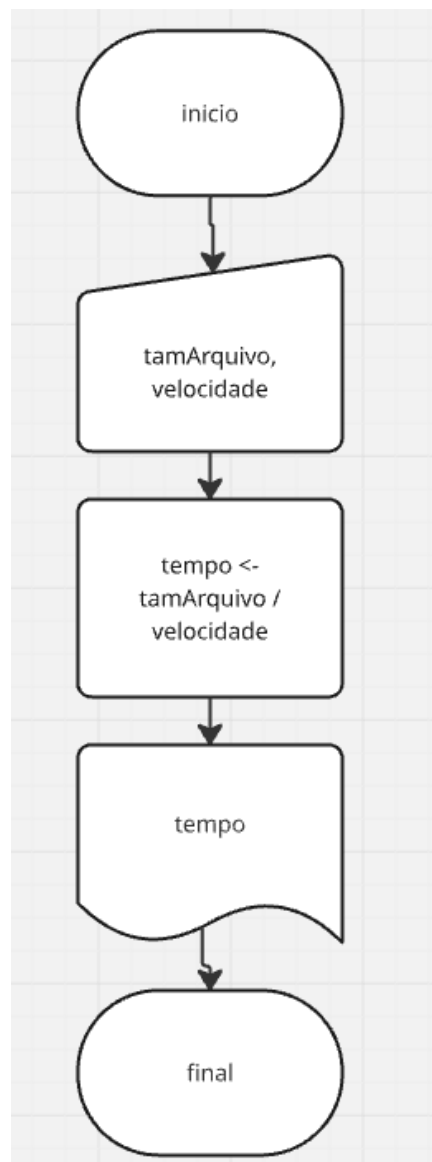 inicio
tamArquivo,
velocidade
tempo <-
tamArquivo /
velocidade
tempo
final